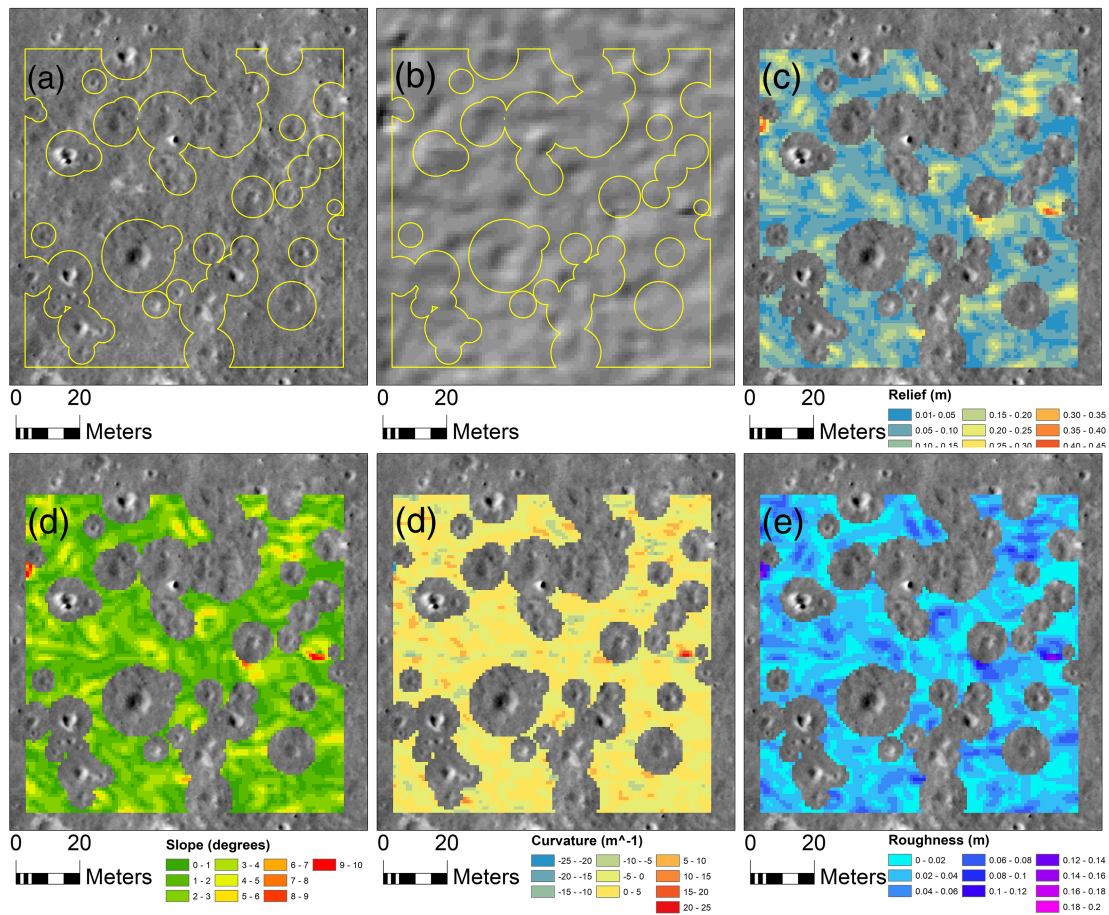 (a)
(b)
(c)
0 20
Meters
0 20
Meters
0 20
Meters
Relief (m)
0.01- 0.05 0.15 - 0.20 0.30 - 0.35
0.05 - 0.10 0.20 - 0.25 0.35 - 0.40
0.10 - 0.15 0.25 - 0.30 0.40 - 0.45
(d)
(d)
(e)
0 20
Meters
Slope (degrees)
0 - 1 3 - 4 6 - 7 9 - 10
1 - 2 4 - 5 7 - 8
2 - 3 5 - 6 8 - 9
0 20
Meters
Curvature (m^-1)
-25 - -20 -10 - -5 5 - 10
-20 - -15 -5 - 0 10 - 15
-15 - -10 0 - 5 15- 20
20 - 25
0 20
Meters
Roughness (m)
0 - 0.02 0.06 - 0.08 0.12 - 0.14
0.02 - 0.04 0.08 - 0.1 0.14 - 0.16
0.04 - 0.06 0.1 - 0.12 0.16 - 0.18
0.18 - 0.2